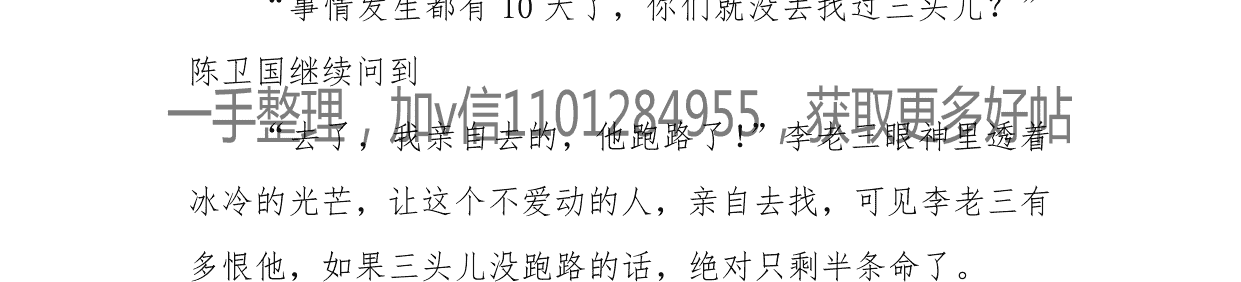 “事情发生都有 10 天了，你们就没去找过三头儿？”
陈卫国继续问到
一手整理，加v信1101284955，获取更多好帖
“去了，我亲自去的，他跑路了!”李老三眼神里透着
冰冷的光芒，让这个不爱动的人，亲自去找，可见李老三有
多恨他，如果三头儿没跑路的话，绝对只剩半条命了。